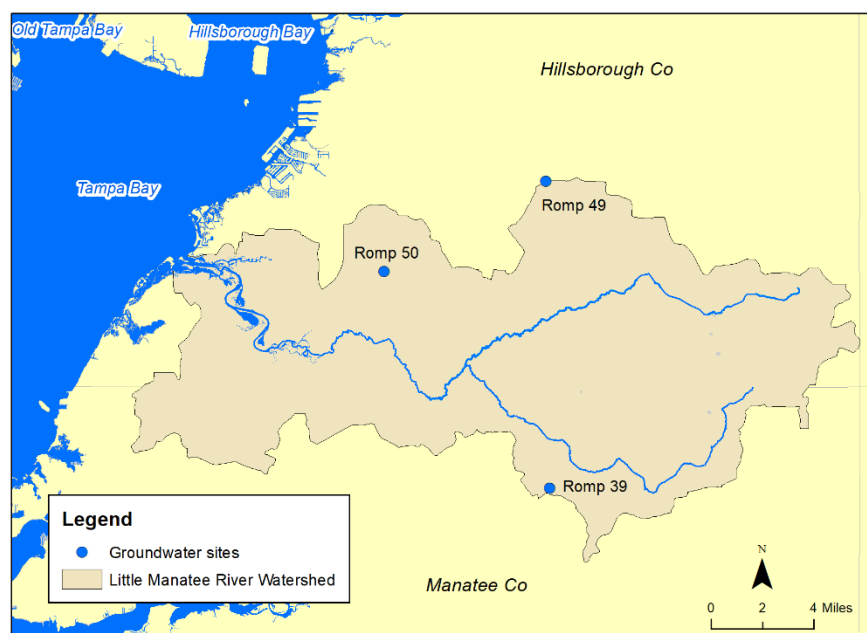 Old Tampa Bay
Hillsborough Bay
Hillsborough Co
Tampa Bay
Romp 49
Romp 50
Romp 39
Legend
Groundwater sites
Little Manatee River Watershed
Manatee Co
N
0 2 4 Miles